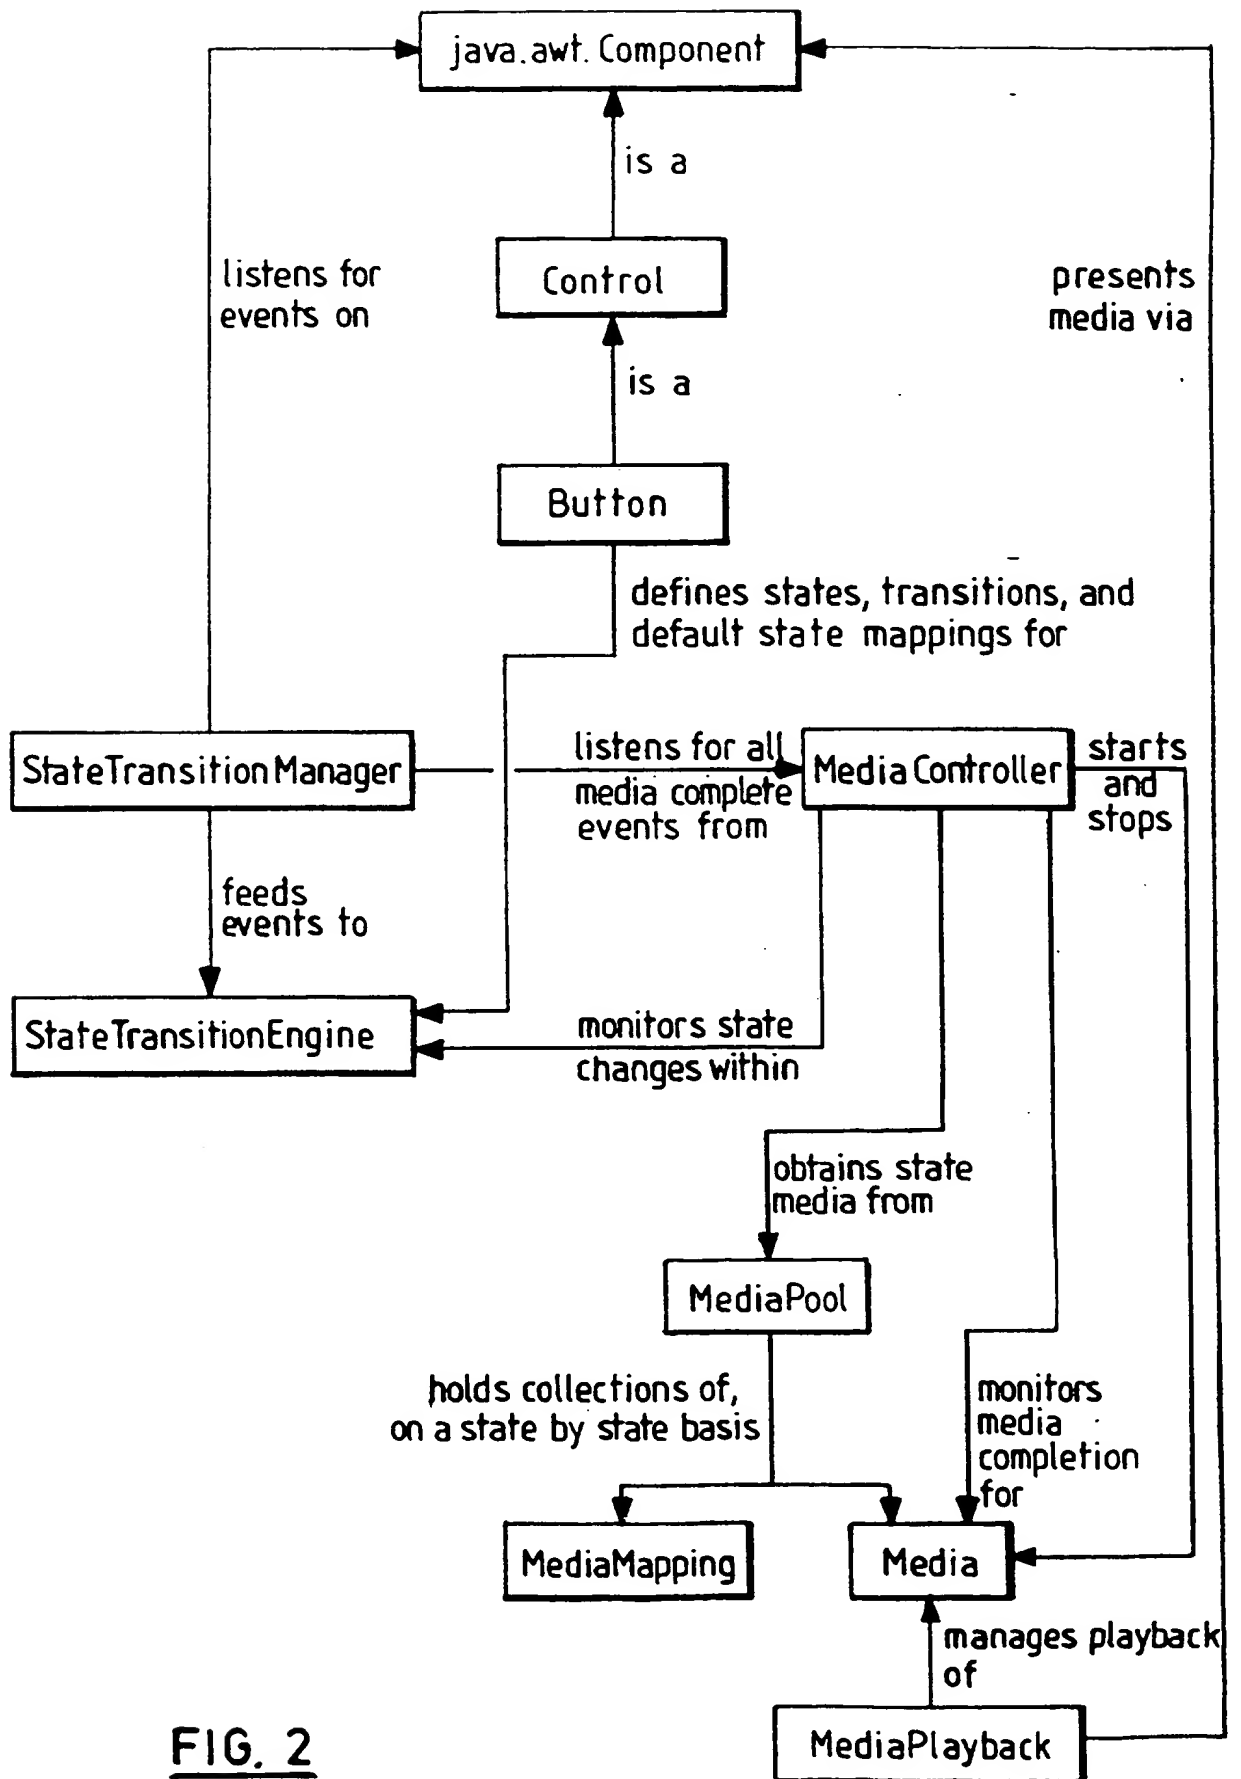 java.awt.Component
is a
listens for
events on
Control
presents
media via
is a
Button
defines states, transitions, and
default state mappings for
StateTransitionManager
listens for all
media complete
events from
MediaController
starts
and
stops
feeds
events to
StateTransitionEngine
monitors state
changes within
obtains state
media from
MediaPool
holds collections of,
on a state by state basis
monitors
media
completion
for
MediaMapping
Media
manages playback
of
MediaPlayback
FIG. 2